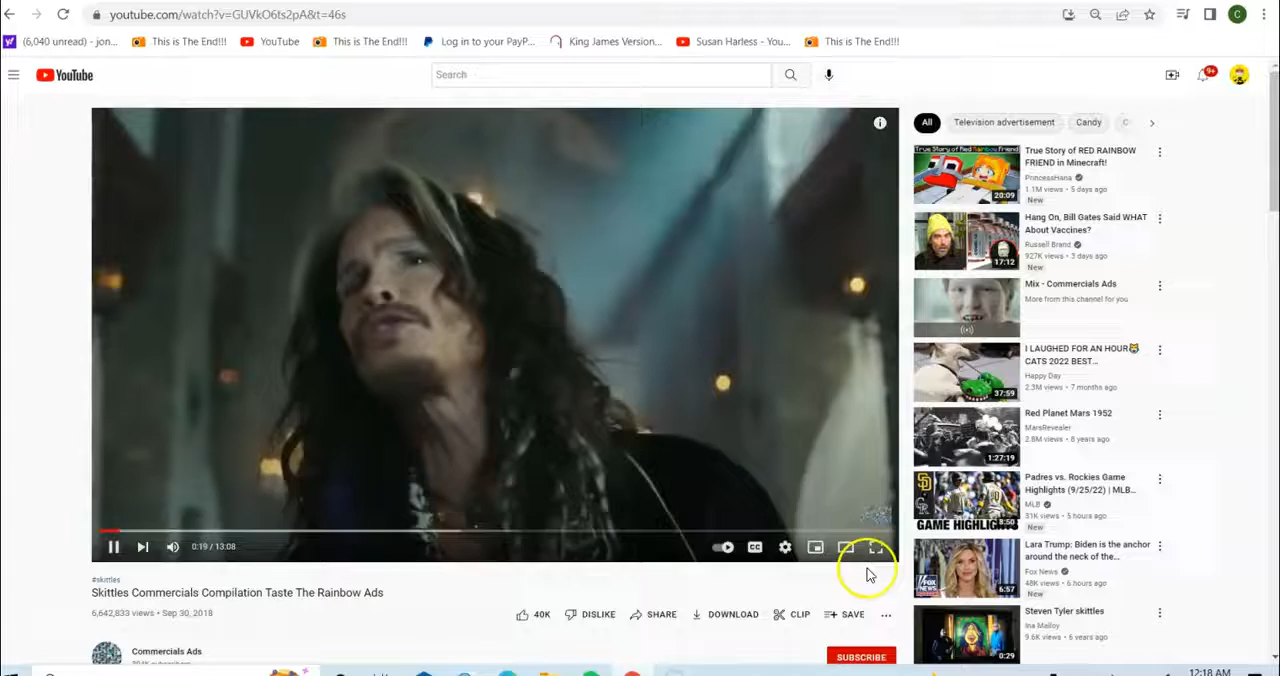 youtube.com/watch?v=GUVkO6ts2pA&t=46s
C
(6,040 unread) - jon...
This is The End!!!
YouTube
This is The End!!!
Log in to your PayP...
King James Version...
Susan Harless - You...
This is The End!!!
YouTube
Search
9+
All
Television advertisement
Candy
C
True Story of RED RAINBOW
FRIEND in Minecraft!
PrincessHana
1.1M views • 5 days ago
New
20:09
Hang On, Bill Gates Said WHAT
About Vaccines?
Russell Brand
927K views • 3 days ago
New
17:12
Mix - Commercials Ads
More from this channel for you
I LAUGHED FOR AN HOUR
CATS 2022 BEST...
Happy Day
2.3M views • 7 months ago
37:59
Red Planet Mars 1952
MarsRevealer
2.8M views • 8 years ago
1:27:19
Padres vs. Rockies Game
Highlights (9/25/22) | MLB...
MLB
31K views • 5 hours ago
New
GAME HIGHLIGHTS
8:50
Lara Trump: Biden is the anchor
around the neck of the...
Fox News
48K views • 6 hours ago
New
FOX
NEWS
6:57
Steven Tyler skittles
Ina Malloy
9.6K views • 6 years ago
0:29
0:19 / 13:08
CC
#skittles
Skittles Commercials Compilation Taste The Rainbow Ads
6,642,833 views • Sep 30, 2018
40K
DISLIKE
SHARE
DOWNLOAD
CLIP
SAVE
Commercials Ads
SUBSCRIBE
12:18 AM